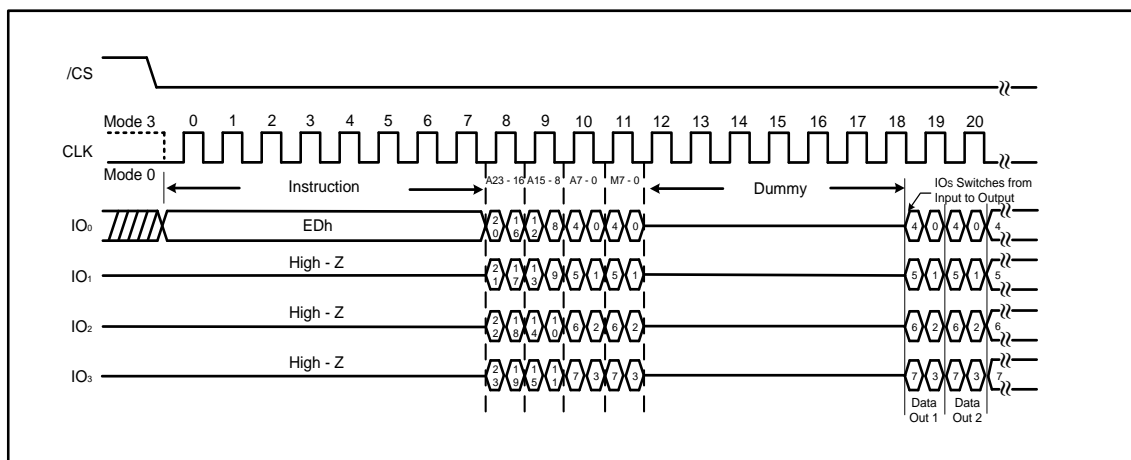 /CS
Mode 3 0 1 2 3 4 5 6 7 8 9 10 11 12 13 14 15 16 17 18 19 20
CLK
Mode 0
Instruction A23 - 16 A15 - 8 A7 - 0 M7 - 0 Dummy
IOs Switches from
Input to Output
IO0 EDh 20 16 12 8 4 0 4 0 4 0 4 0 4
IO1 High - Z 21 17 13 9 5 1 5 1 5 1 5 1 5
IO2 High - Z 22 18 14 10 6 2 6 2 6 2 6 2 6
IO3 High - Z 23 19 15 11 7 3 7 3 7 3 7 3 7
Data Data
Out 1 Out 2